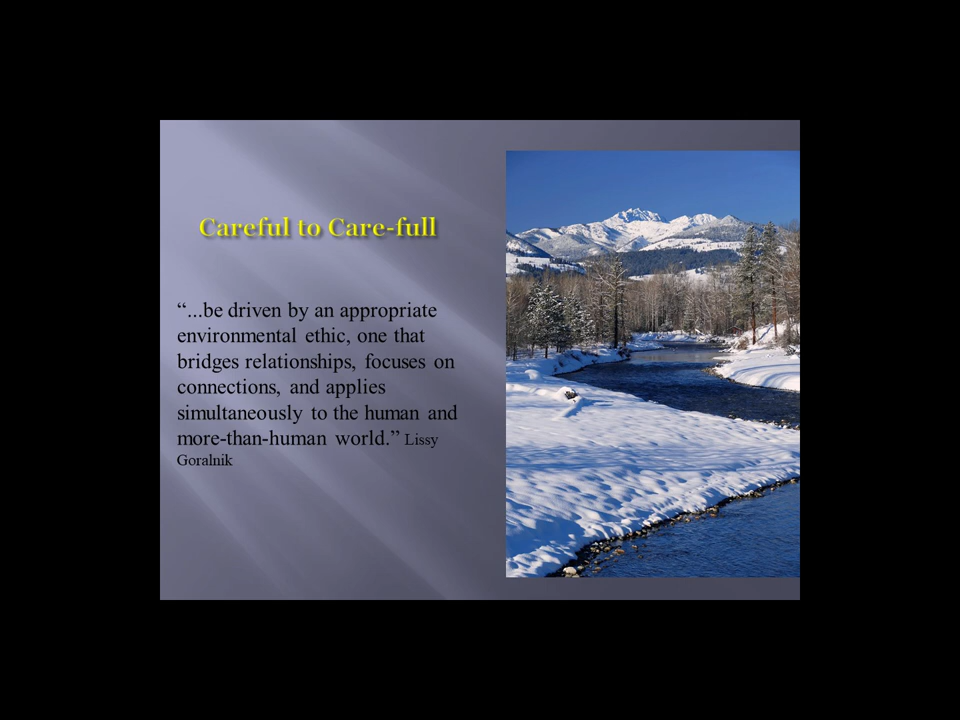 Careful to Care-full
“...be driven by an appropriate
environmental ethic, one that
bridges relationships, focuses on
connections, and applies
simultaneously to the human and
more-than-human world.” Lissy
Goralnik